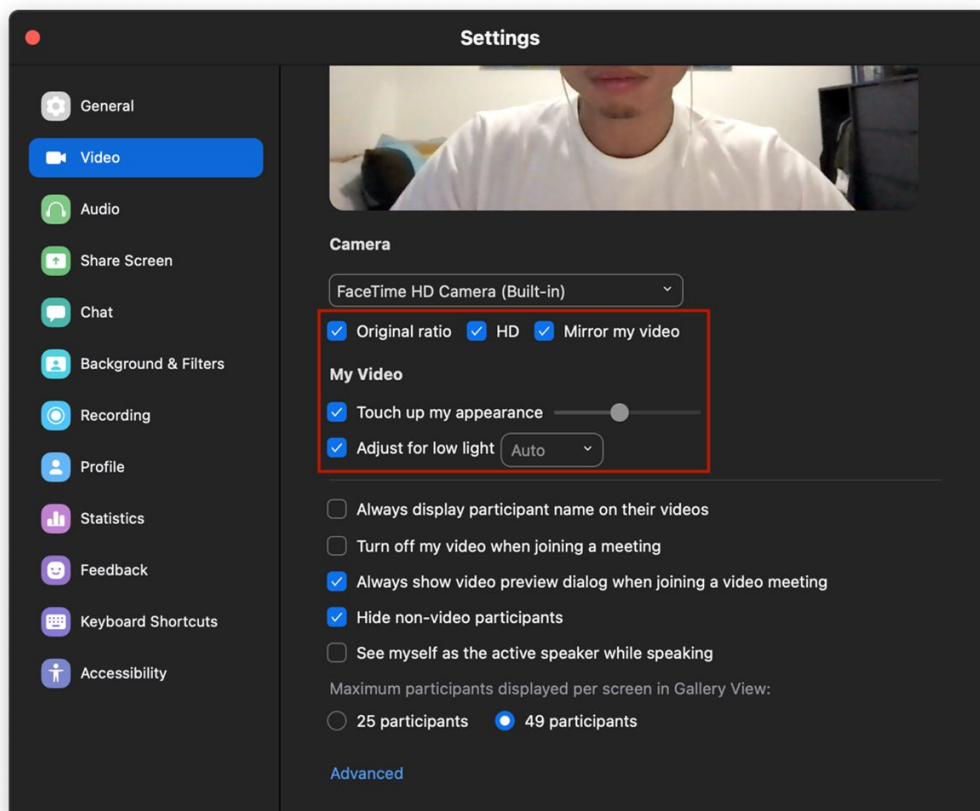 Settings
General
Video
Audio
Share Screen
Chat
Background & Filters
Recording
Profile
Statistics
Feedback
Keyboard Shortcuts
Accessibility
Camera
FaceTime HD Camera (Built-in)
Original ratio HD Mirror my video
My Video
Touch up my appearance
Adjust for low light Auto
Always display participant name on their videos
Turn off my video when joining a meeting
Always show video preview dialog when joining a video meeting
Hide non-video participants
See myself as the active speaker while speaking
Maximum participants displayed per screen in Gallery View:
25 participants 49 participants
Advanced